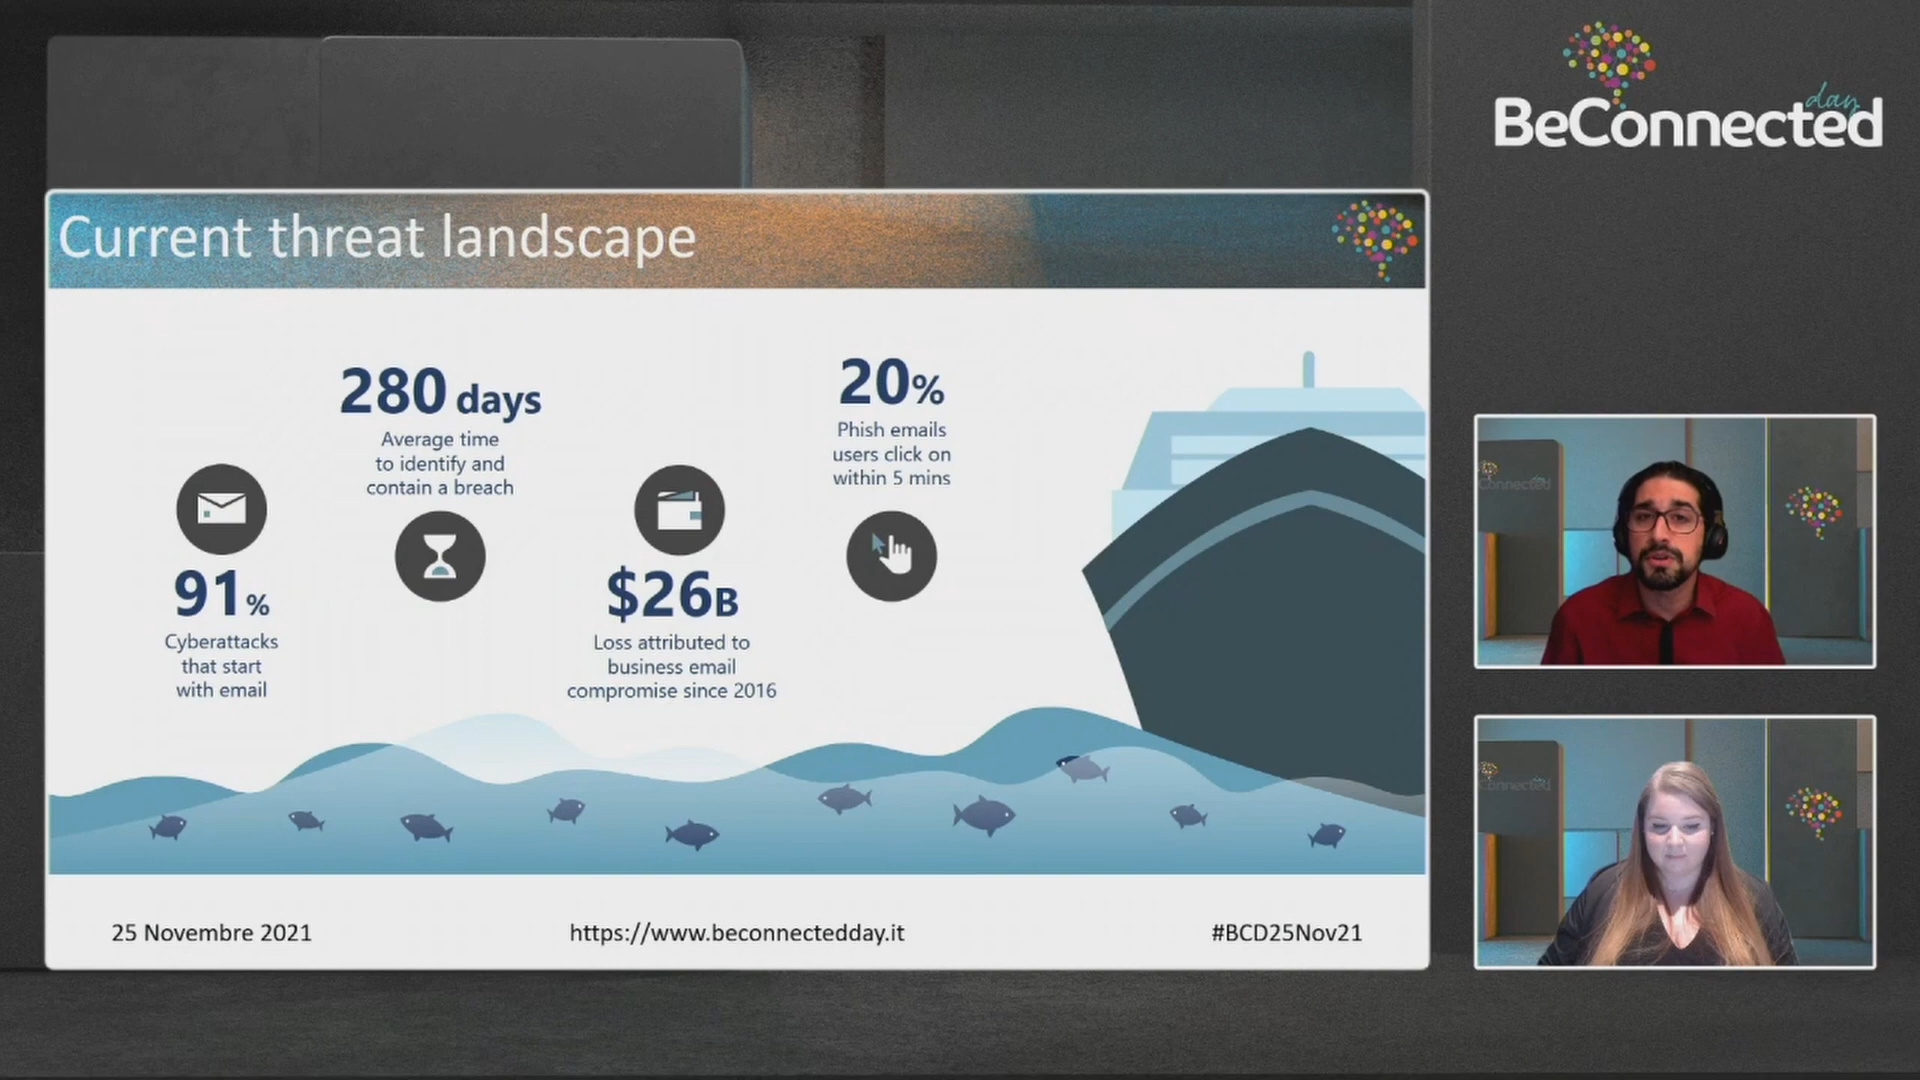 BeConnected
day
Current threat landscape
280 days
Average time
to identify and
contain a breach
20%
Phish emails
users click on
within 5 mins
91%
Cyberattacks
that start
with email
$26B
Loss attributed to
business email
compromise since 2016
25 Novembre 2021
https://www.beconnectedday.it
#BCD25Nov21
Connected
Connected